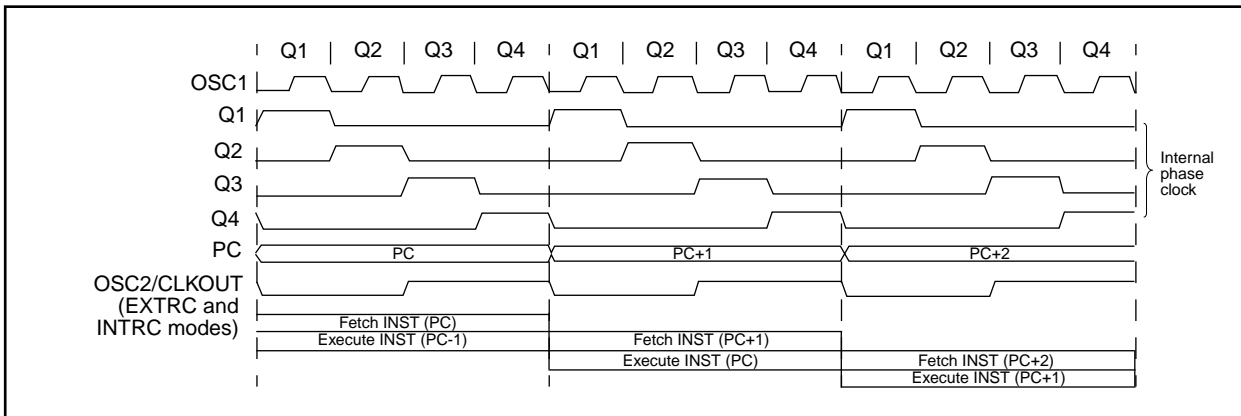 Q1 | Q2 | Q3 | Q4 | Q1 | Q2 | Q3 | Q4 | Q1 | Q2 | Q3 | Q4
OSC1
Q1
Q2
Q3
Q4
Internal
phase
clock
PC
PC
PC+1
PC+2
OSC2/CLKOUT
(EXTRC and
INTRC modes)
Fetch INST (PC)
Execute INST (PC-1)
Fetch INST (PC+1)
Execute INST (PC)
Fetch INST (PC+2)
Execute INST (PC+1)